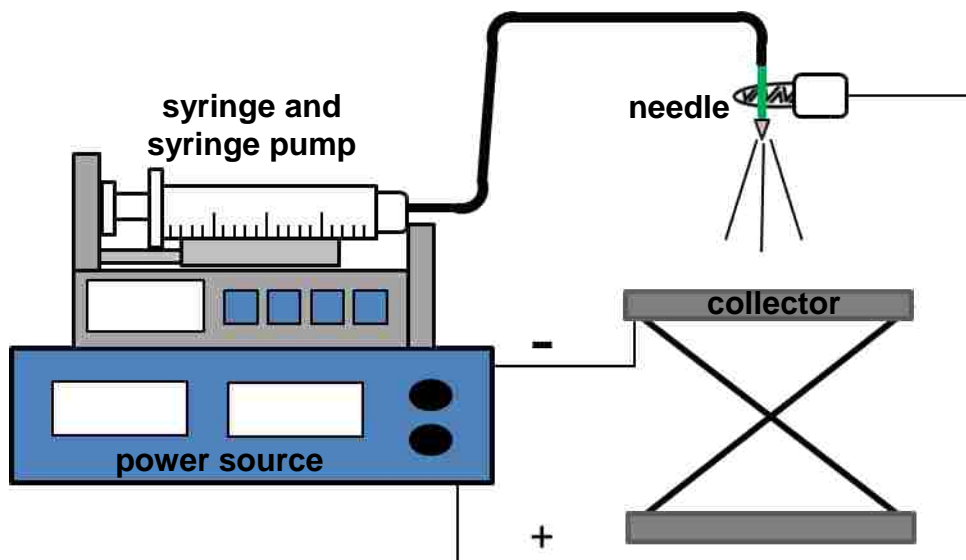 syringe and
syringe pump
needle
collector
-
power source
+